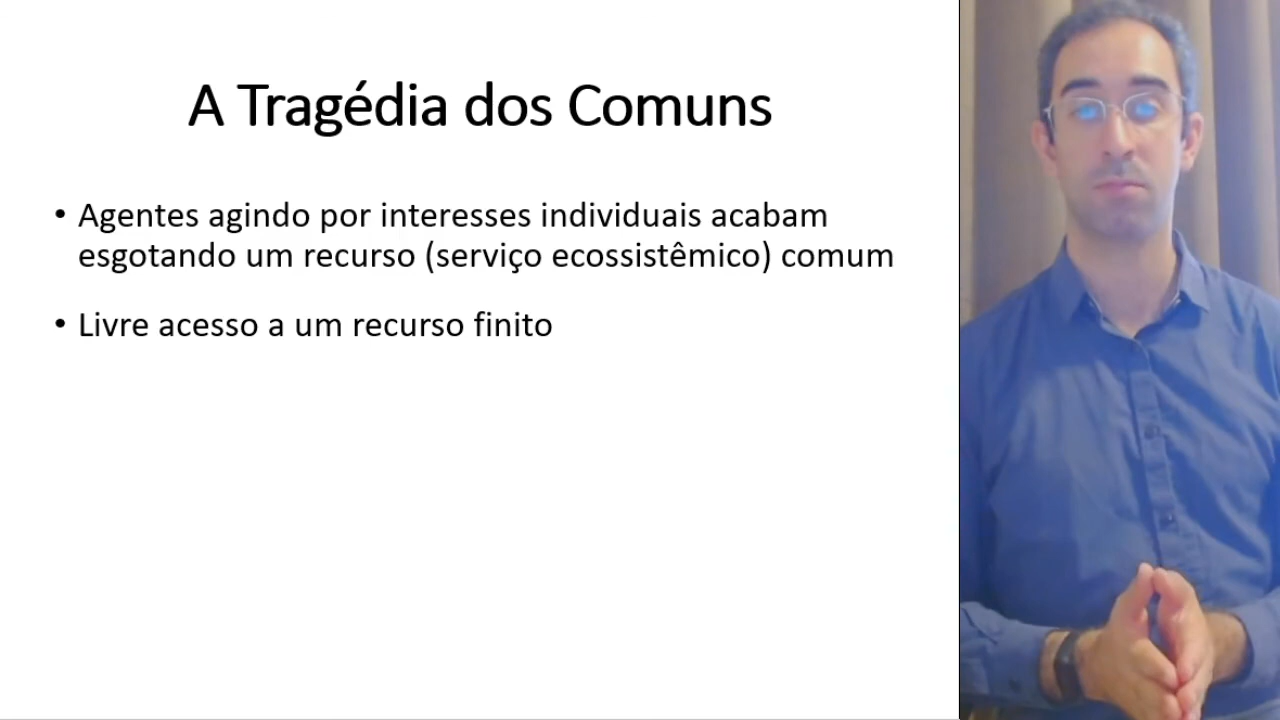 A Tragédia dos Comuns
• Agentes agindo por interesses individuais acabam
esgotando um recurso (serviço ecossistêmico) comum
• Livre acesso a um recurso finito